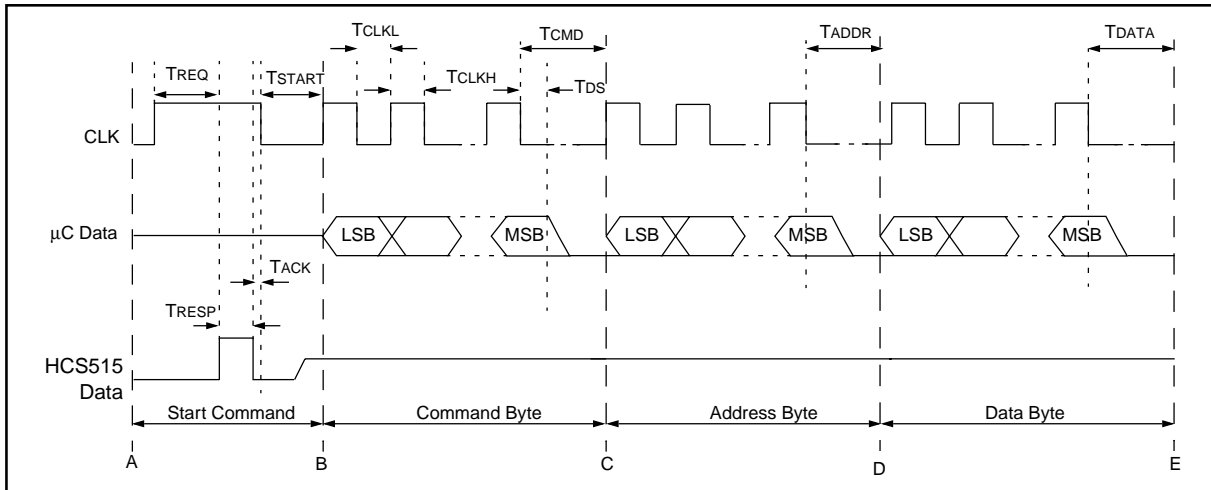 TCLKL
TCMD
TADDR
TDATA
TREQ
TSTART
TCLKH
TDS
CLK
µC Data
LSB
MSB
LSB
MSB
LSB
MSB
TACK
TRESP
HCS515
Data
Start Command
Command Byte
Address Byte
Data Byte
A
B
C
D
E